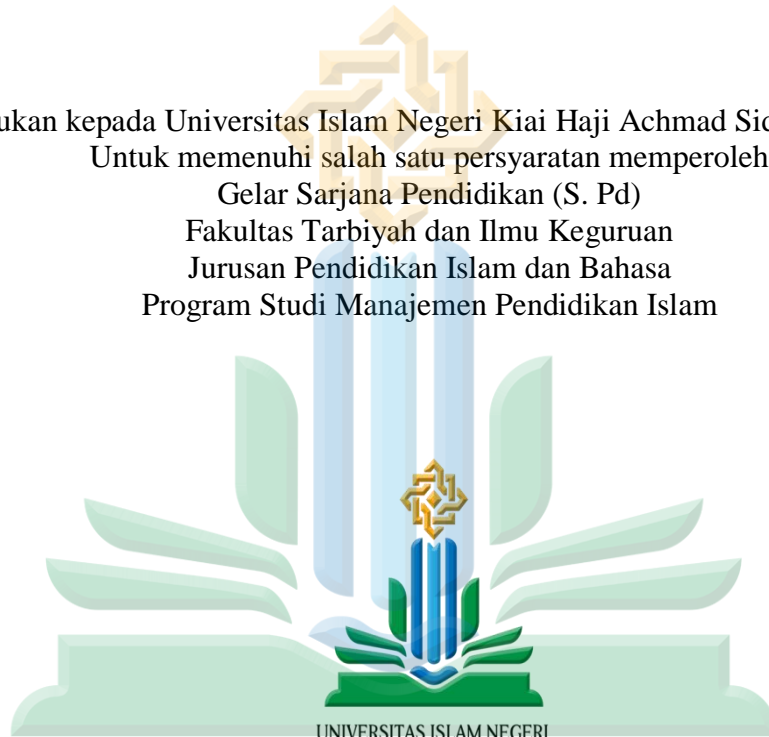 kepada Universitas Islam Negeri Kiai Haji Achmad
Untuk memenuhi salah satu persyaratan memperoleh
Gelar Sarjana Pendidikan (S. Pd)
Fakultas Tarbiyah dan Ilmu Keguruan
Jurusan Pendidikan Islam dan Bahasa
Program Studi Manajemen Pendidikan Islam
UNIVERSITAS ISLAM NEGERI